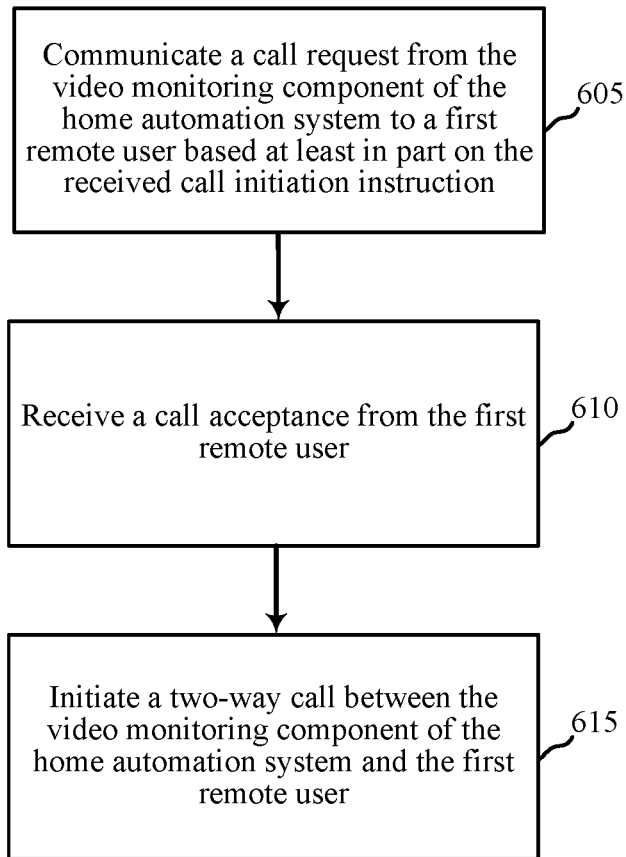 Communicate a call request from the
video monitoring component of the
home automation system to a first
remote user based at least in part on the
received call initiation instruction
605
Receive a call acceptance from the first
remote user
610
Initiate a two-way call between the
video monitoring component of the
home automation system and the first
remote user
615